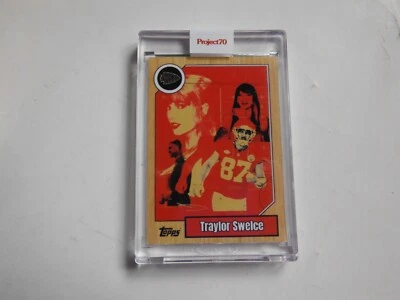 Project70
87
Topps
Traylor Swelce